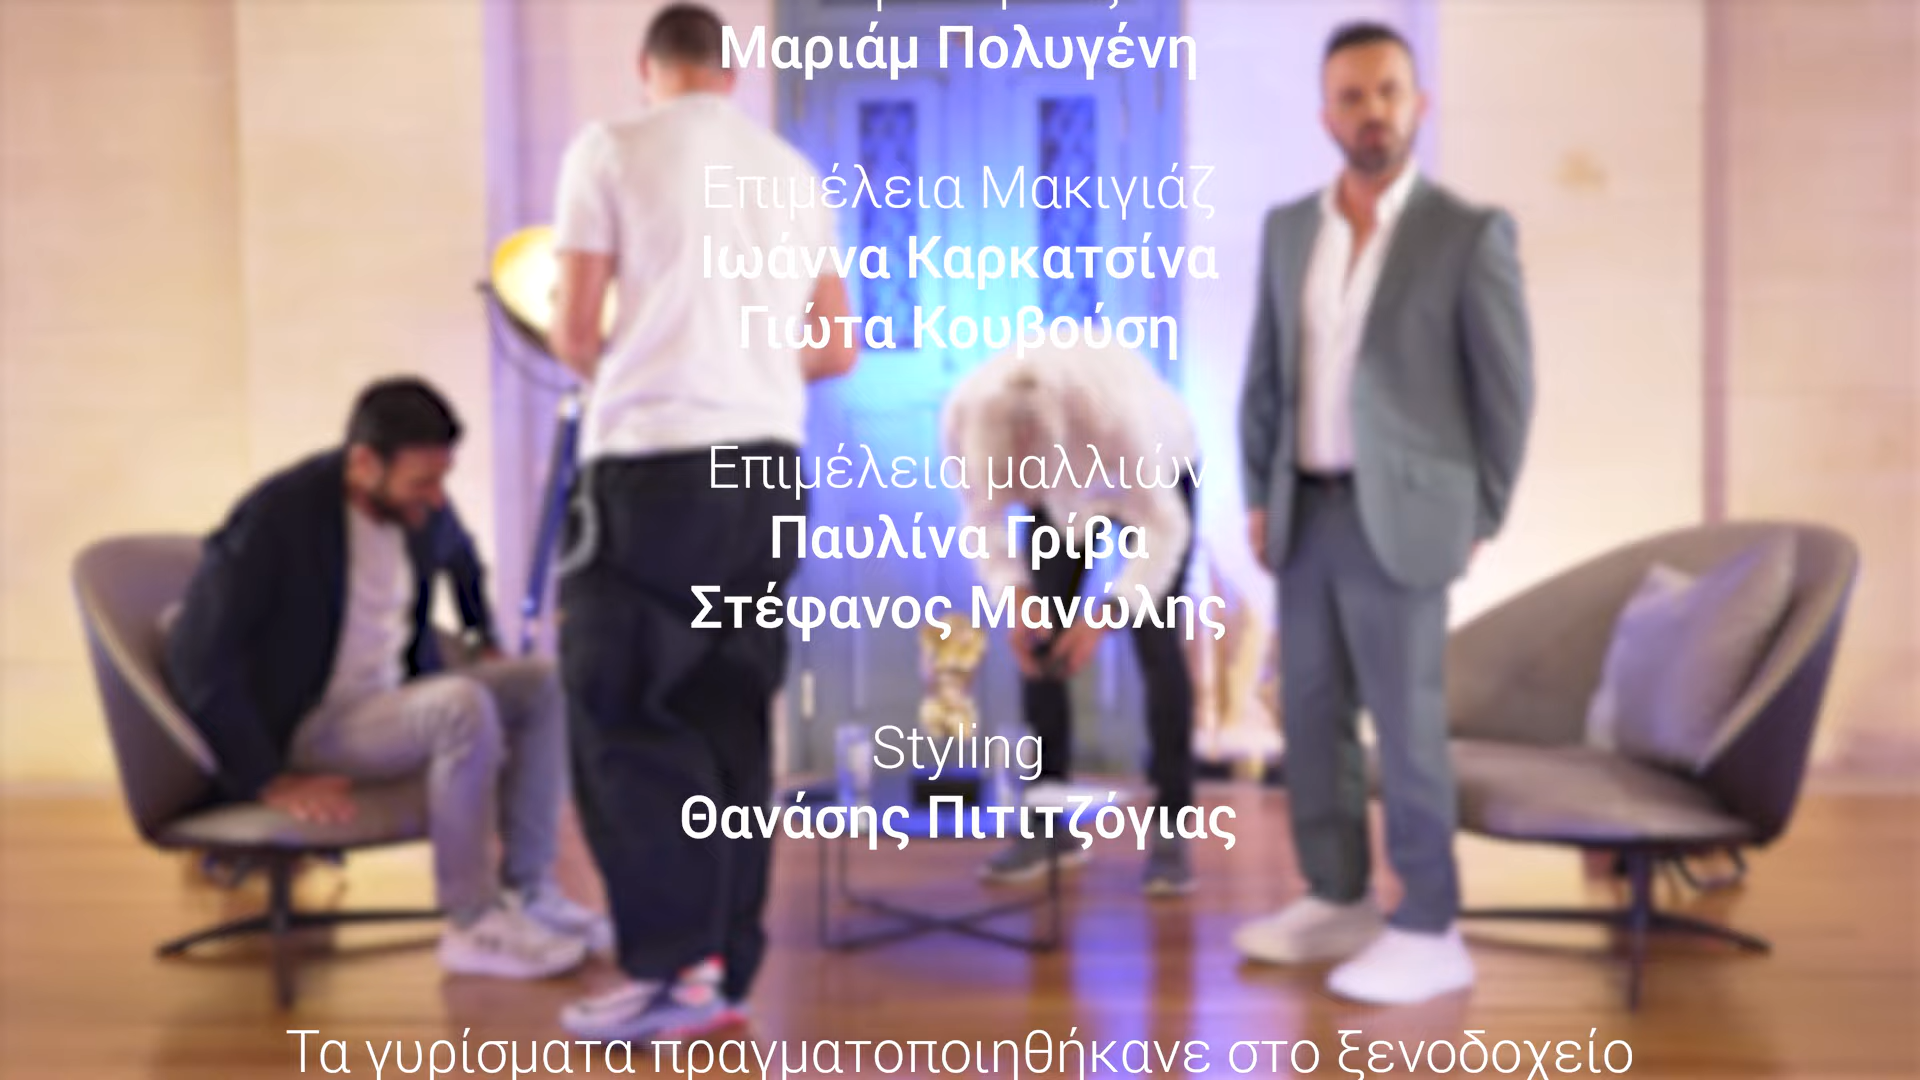 Μαριάμ Πολυγένη
Επιμέλεια Μακιγιάζ
Ιωάννα Καρκατσίνα
Γιώτα Κουβούση
Επιμέλεια μαλλιών
Παυλίνα Γρίβα
Στέφανος Μανώλης
Styling
Θανάσης Πιτιτζόγιας
Τα γυρίσματα πραγματοποιηθήκανε στο ξενοδοχείο